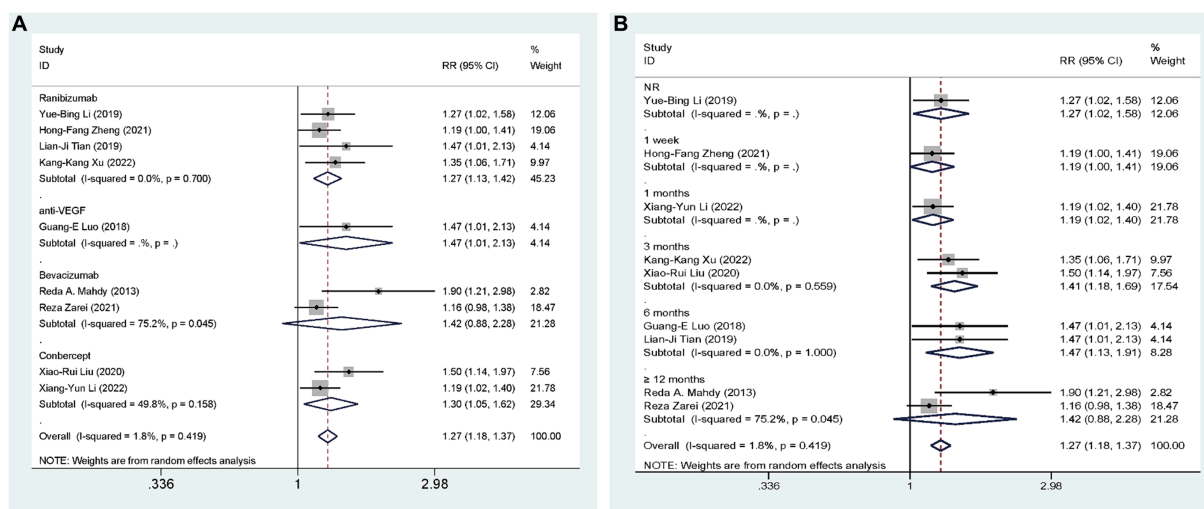 A
Study %
ID RR (95% CI) Weight
Ranibizumab
Yue-Bing Li (2019) 1.27 (1.02, 1.58) 12.06
Hong-Fang Zheng (2021) 1.19 (1.00, 1.41) 19.06
Lian-Ji Tian (2019) 1.47 (1.01, 2.13) 4.14
Kang-Kang Xu (2022) 1.35 (1.06, 1.71) 9.97
Subtotal (I-squared = 0.0%, p = 0.700) 1.27 (1.13, 1.42) 45.23
.
anti-VEGF
Guang-E Luo (2018) 1.47 (1.01, 2.13) 4.14
Subtotal (I-squared = .%, p = .) 1.47 (1.01, 2.13) 4.14
.
Bevacizumab
Reda A. Mahdy (2013) 1.90 (1.21, 2.98) 2.82
Reza Zarei (2021) 1.16 (0.98, 1.38) 18.47
Subtotal (I-squared = 75.2%, p = 0.045) 1.42 (0.88, 2.28) 21.28
.
Conbercept
Xiao-Rui Liu (2020) 1.50 (1.14, 1.97) 7.56
Xiang-Yun Li (2022) 1.19 (1.02, 1.40) 21.78
Subtotal (I-squared = 49.8%, p = 0.158) 1.30 (1.05, 1.62) 29.34
.
Overall (I-squared = 1.8%, p = 0.419) 1.27 (1.18, 1.37) 100.00
NOTE: Weights are from random effects analysis
.336 1 2.98
B
Study %
ID RR (95% CI) Weight
NR
Yue-Bing Li (2019) 1.27 (1.02, 1.58) 12.06
Subtotal (I-squared = .%, p = .) 1.27 (1.02, 1.58) 12.06
.
1 week
Hong-Fang Zheng (2021) 1.19 (1.00, 1.41) 19.06
Subtotal (I-squared = .%, p = .) 1.19 (1.00, 1.41) 19.06
.
1 months
Xiang-Yun Li (2022) 1.19 (1.02, 1.40) 21.78
Subtotal (I-squared = .%, p = .) 1.19 (1.02, 1.40) 21.78
.
3 months
Kang-Kang Xu (2022) 1.35 (1.06, 1.71) 9.97
Xiao-Rui Liu (2020) 1.50 (1.14, 1.97) 7.56
Subtotal (I-squared = 0.0%, p = 0.559) 1.41 (1.18, 1.69) 17.54
.
6 months
Guang-E Luo (2018) 1.47 (1.01, 2.13) 4.14
Lian-Ji Tian (2019) 1.47 (1.01, 2.13) 4.14
Subtotal (I-squared = 0.0%, p = 1.000) 1.47 (1.13, 1.91) 8.28
.
≥ 12 months
Reda A. Mahdy (2013) 1.90 (1.21, 2.98) 2.82
Reza Zarei (2021) 1.16 (0.98, 1.38) 18.47
Subtotal (I-squared = 75.2%, p = 0.045) 1.42 (0.88, 2.28) 21.28
.
Overall (I-squared = 1.8%, p = 0.419) 1.27 (1.18, 1.37) 100.00
NOTE: Weights are from random effects analysis
.336 1 2.98